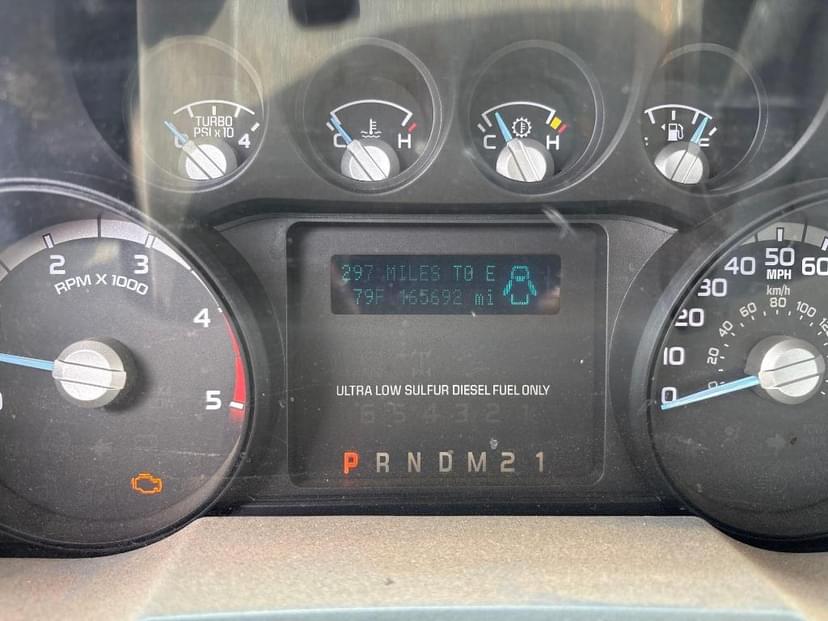 TURBO
PSI x 10
C 4
C H
C H
F
2 3 4 5
RPM X 1000
297 MILES TO E
79F 165692 mi
ULTRA LOW SULFUR DIESEL FUEL ONLY
6 5 4 3 2 1
P R N D M 2 1
0 10 20 30 40 50 60
MPH
km/h
0 20 40 60 80 100 120